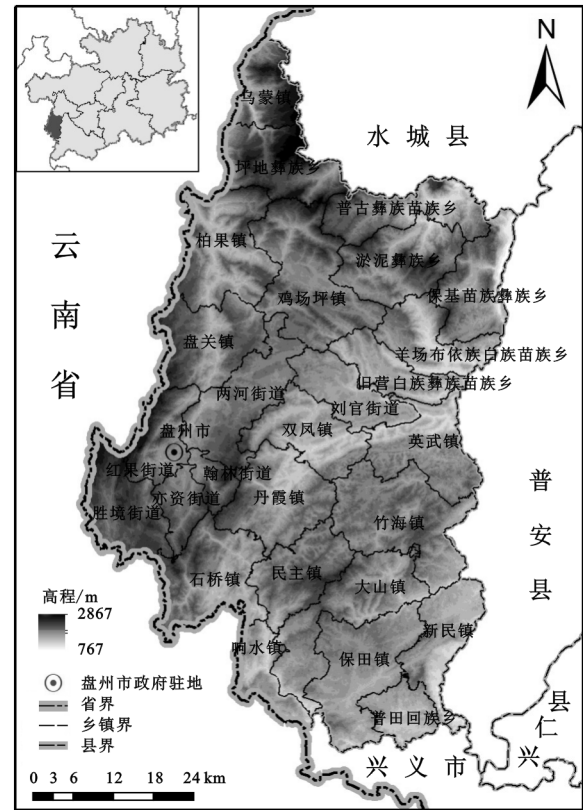 N
乌蒙镇
水城县
坪地彝族乡
普古彝族苗族乡
柏果镇
淤泥彝族乡
云南省
鸡场坪镇
保基苗族彝族乡
盘关镇
羊场布依族白族苗族乡
旧营白族彝族苗族乡
两河街道
刘官街道
盘州市
双凤镇
英武镇
红果街道
翰林街道
亦资街道
丹霞镇
胜境街道
竹海镇
普安县
石桥镇
民主镇
大山镇
新民镇
响水镇
保田镇
普田回族乡
兴义市
兴仁县
高程/m
2867
767
盘州市政府驻地
省界
乡镇界
县界
0 3 6 12 18 24 km